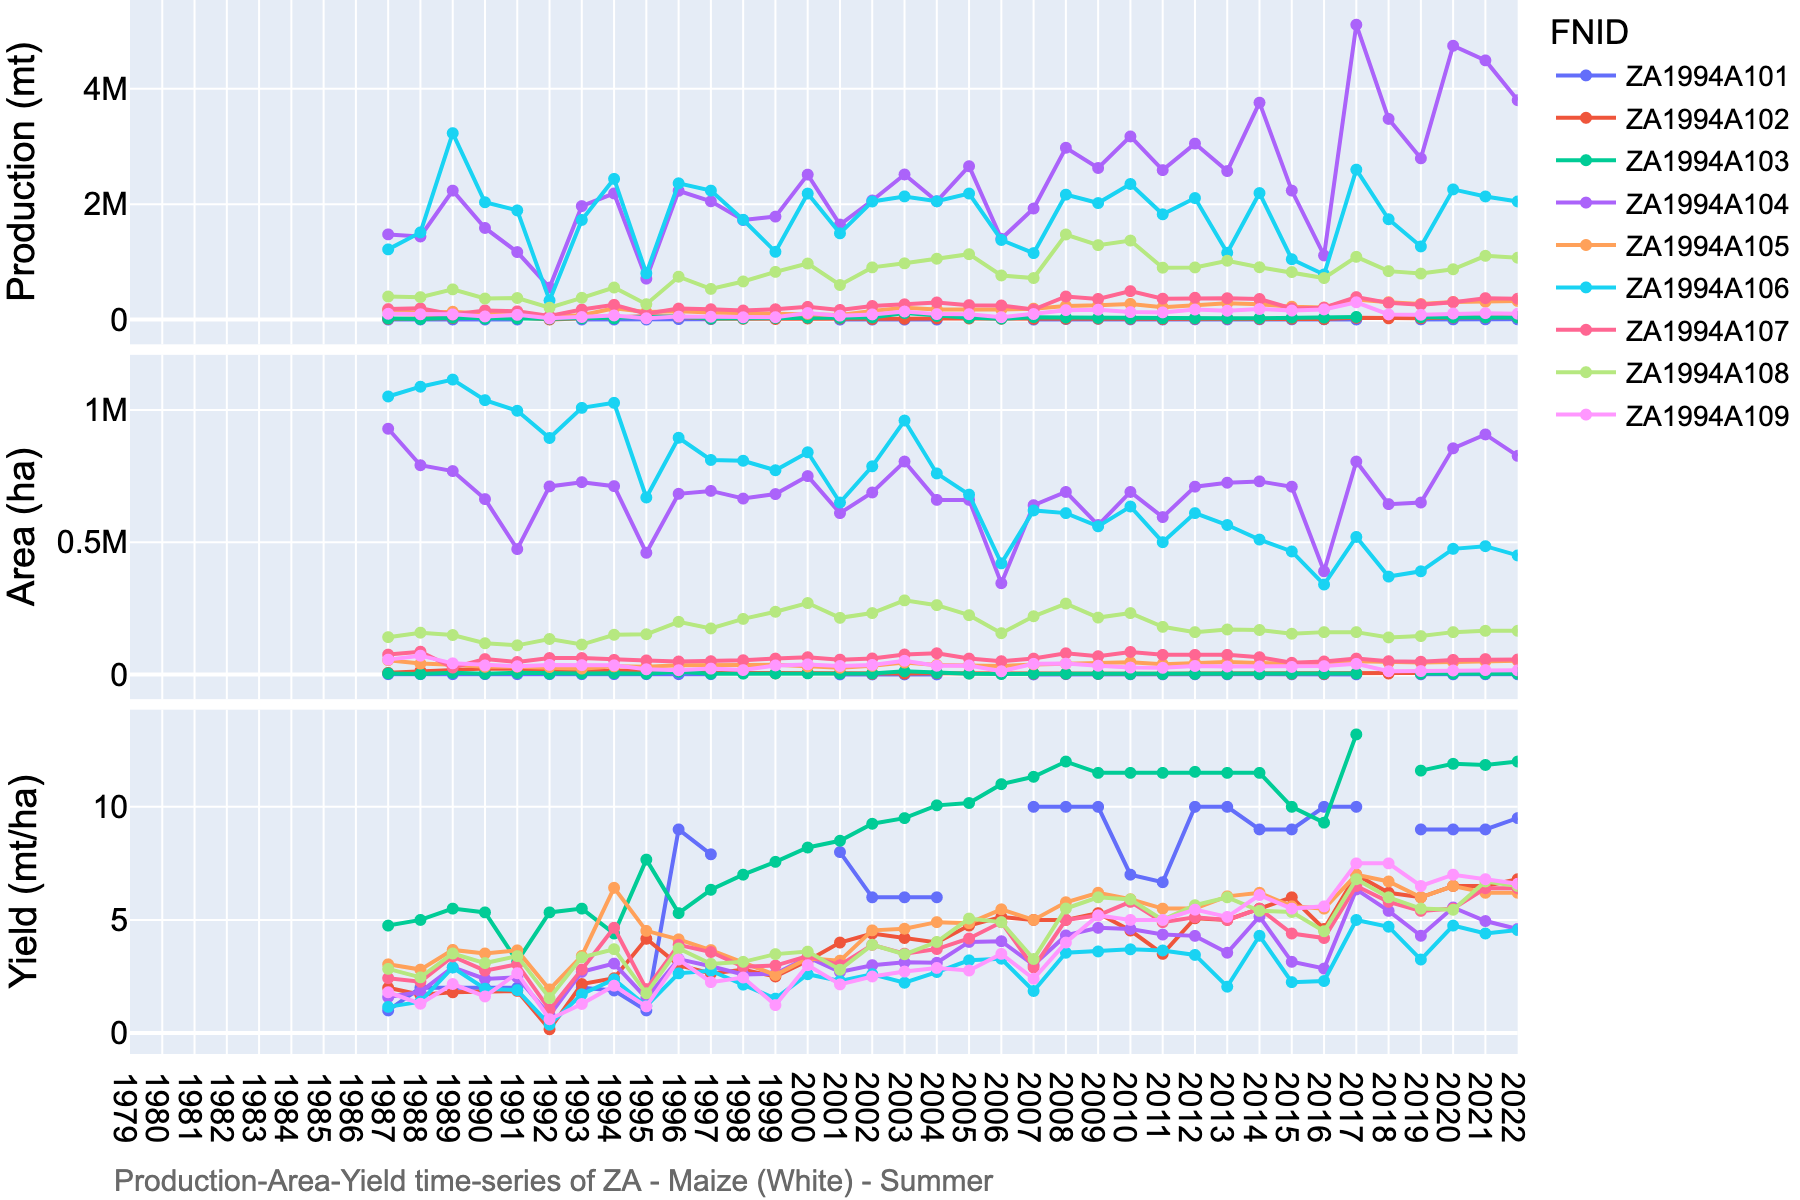 Production (mt)
4M
2M
0
Area (ha)
1M
0.5M
0
Yield (mt/ha)
10
5
0
1979
1980
1981
1982
1983
1984
1985
1986
1987
1988
1989
1990
1991
1992
1993
1994
1995
1996
1997
1998
1999
2000
2001
2002
2003
2004
2005
2006
2007
2008
2009
2010
2011
2012
2013
2014
2015
2016
2017
2018
2019
2020
2021
2022
Production-Area-Yield time-series of ZA - Maize (White) - Summer
FNID
ZA1994A101
ZA1994A102
ZA1994A103
ZA1994A104
ZA1994A105
ZA1994A106
ZA1994A107
ZA1994A108
ZA1994A109